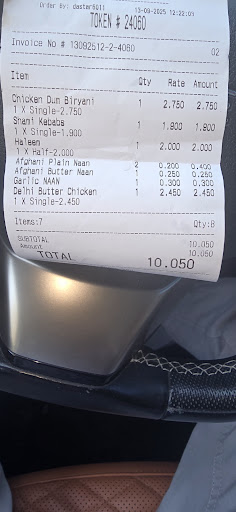 Order By: dastar6011 13-09-2025 12:22:01
TOKEN # 24060
Invoice No # 13092512-2-4060 02
Item Qty Rate Amount
Chicken Dum Biryani 1 2.750 2.750
1 X Single-2.750
Shami Kababs 1.900 1.900
1 X Single-1.900
Haleem 1 2.000 2.000
1 X Half-2.000
Afghani Plain Naan 2 0.200 0.400
Afghani Butter Naan 1 0.250 0.250
Garlic NAAN 1 0.300 0.300
Delhi Butter Chicken 1 2.450 2.450
1 X Single-2.450
Items:7 Qty:8
SUBTOTAL 10.050
Amount 10.050
TOTAL 10.050